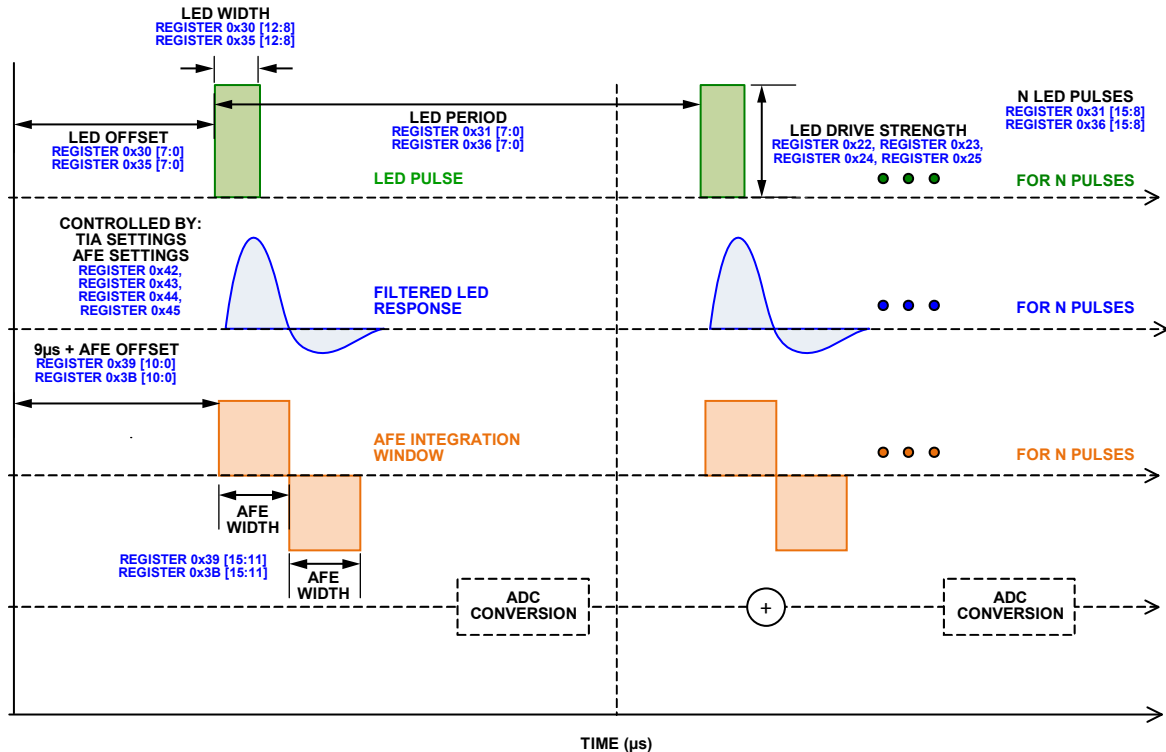 LED WIDTH
REGISTER 0x30 [12:8]
REGISTER 0x35 [12:8]
LED OFFSET
REGISTER 0x30 [7:0]
REGISTER 0x35 [7:0]
LED PERIOD
REGISTER 0x31 [7:0]
REGISTER 0x36 [7:0]
LED DRIVE STRENGTH
REGISTER 0x22, REGISTER 0x23,
REGISTER 0x24, REGISTER 0x25
N LED PULSES
REGISTER 0x31 [15:8]
REGISTER 0x36 [15:8]
LED PULSE
FOR N PULSES
CONTROLLED BY:
TIA SETTINGS
AFE SETTINGS
REGISTER 0x42,
REGISTER 0x43,
REGISTER 0x44,
REGISTER 0x45
FILTERED LED
RESPONSE
FOR N PULSES
9µs + AFE OFFSET
REGISTER 0x39 [10:0]
REGISTER 0x3B [10:0]
AFE INTEGRATION
WINDOW
FOR N PULSES
AFE
WIDTH
REGISTER 0x39 [15:11]
REGISTER 0x3B [15:11]
AFE
WIDTH
ADC
CONVERSION
+
ADC
CONVERSION
TIME (µs)